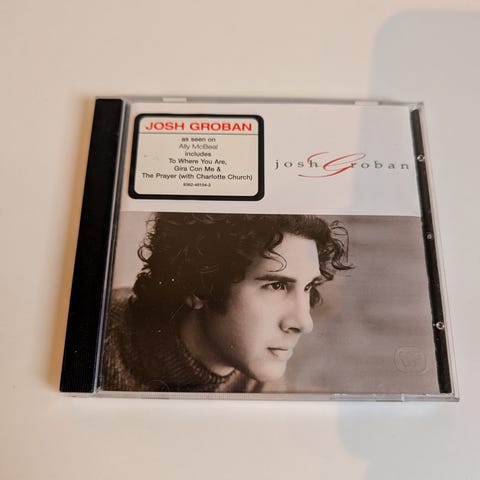 JOSH GROBAN
as seen on
Ally McBeal
includes
To Where You Are,
Gira Con Me &
The Prayer (with Charlotte Church)
9362-48154-2
josh Groban